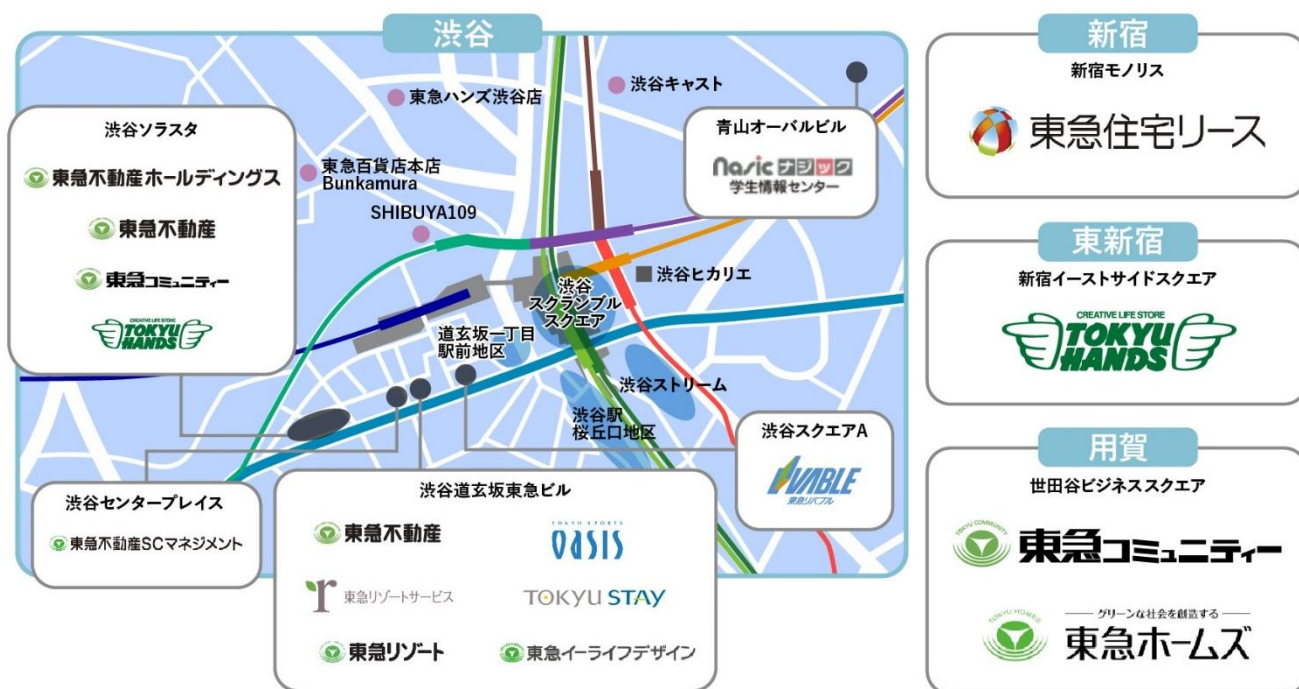 渋谷
東急ハンズ渋谷店
渋谷キャスト
東急百貨店本店
Bunkamura
SHIBUYA109
渋谷ヒカリエ
渋谷
スクランブル
スクエア
道玄坂一丁目
駅前地区
渋谷ストリーム
渋谷駅
桜丘口地区
渋谷ソラスタ
東急不動産ホールディングス
東急不動産
東急コミュニティー
CREATIVE LIFE STORE
TOKYU
HANDS
青山オーバルビル
Nasic ナジック
学生情報センター
渋谷センタープレイス
東急不動産SCマネジメント
渋谷道玄坂東急ビル
東急不動産
TOKYU SPORTS
OASIS
東急リゾートサービス
TOKYU STAY
東急リゾート
東急イーライフデザイン
渋谷スクエアA
LIVABLE
東急リバブル
新宿
新宿モノリス
東急住宅リース
東新宿
新宿イーストサイドスクエア
CREATIVE LIFE STORE
TOKYU
HANDS
用賀
世田谷ビジネススクエア
TOKYU COMMUNITY
東急コミュニティー
TOKYU HOMES
グリーンな社会を創造する
東急ホームズ